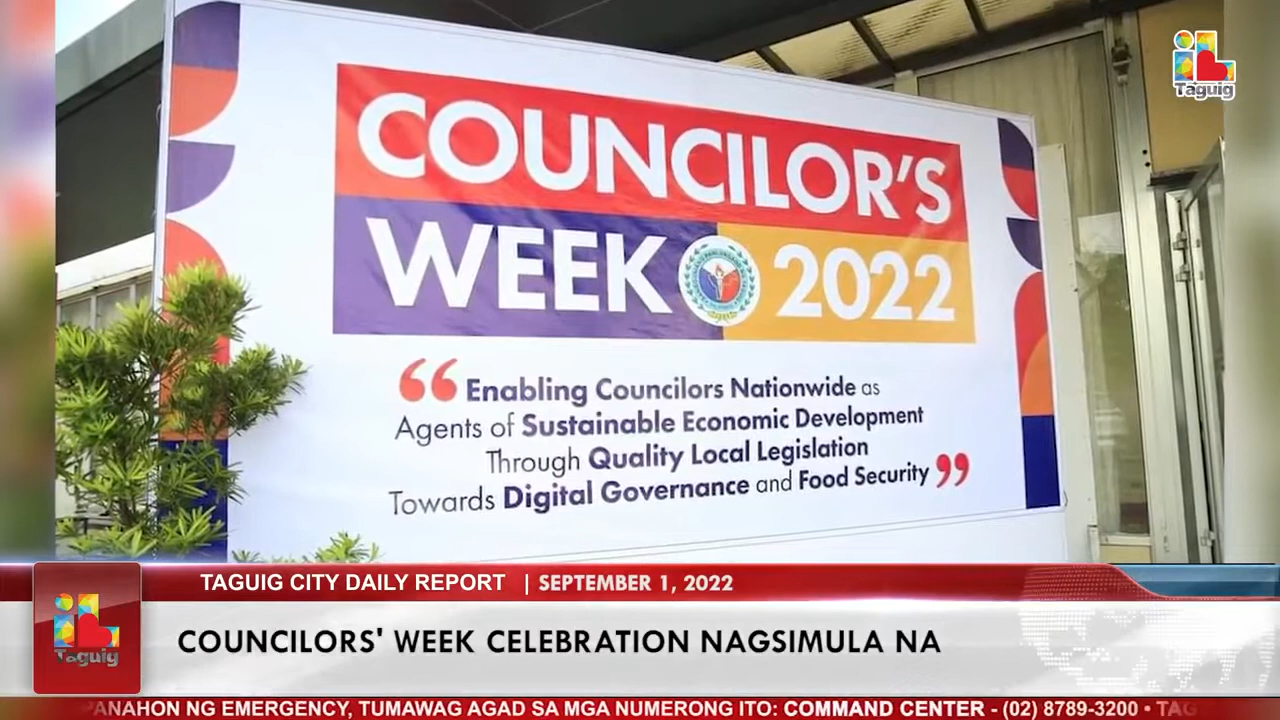 Taguig
COUNCILOR'S
WEEK 2022
“Enabling Councilors Nationwide as
Agents of Sustainable Economic Development
Through Quality Local Legislation
Towards Digital Governance and Food Security”
TAGUIG CITY DAILY REPORT | SEPTEMBER 1, 2022
Taguig
COUNCILORS' WEEK CELEBRATION NAGSIMULA NA
PANAHON NG EMERGENCY, TUMAWAG AGAD SA MGA NUMERONG ITO: COMMAND CENTER - (02) 8789-3200 • TAG